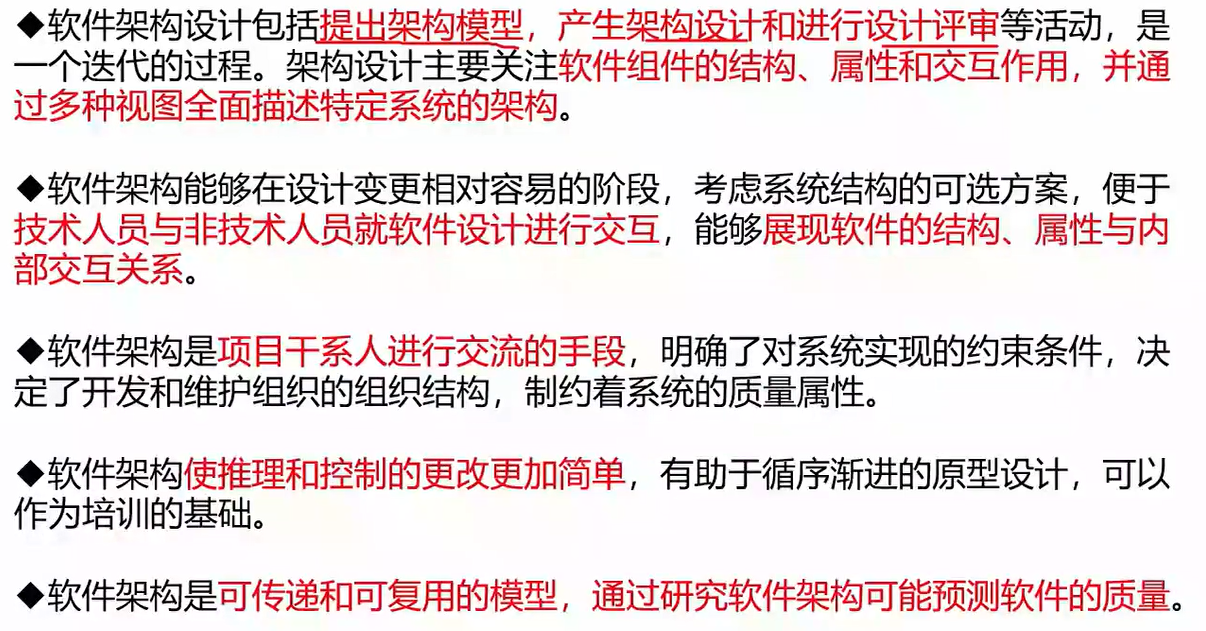 ◆软件架构设计包括提出架构模型，产生架构设计和进行设计评审等活动，是
一个迭代的过程。架构设计主要关注软件组件的结构、属性和交互作用，并通
过多种视图全面描述特定系统的架构。
◆软件架构能够在设计变更相对容易的阶段，考虑系统结构的可选方案，便于
技术人员与非技术人员就软件设计进行交互，能够展现软件的结构、属性与内
部交互关系。
◆软件架构是项目干系人进行交流的手段，明确了对系统实现的约束条件，决
定了开发和维护组织的组织结构，制约着系统的质量属性。
◆软件架构使推理和控制的更改更加简单，有助于循序渐进的原型设计，可以
作为培训的基础。
◆软件架构是可传递和可复用的模型，通过研究软件架构可能预测软件的质量。